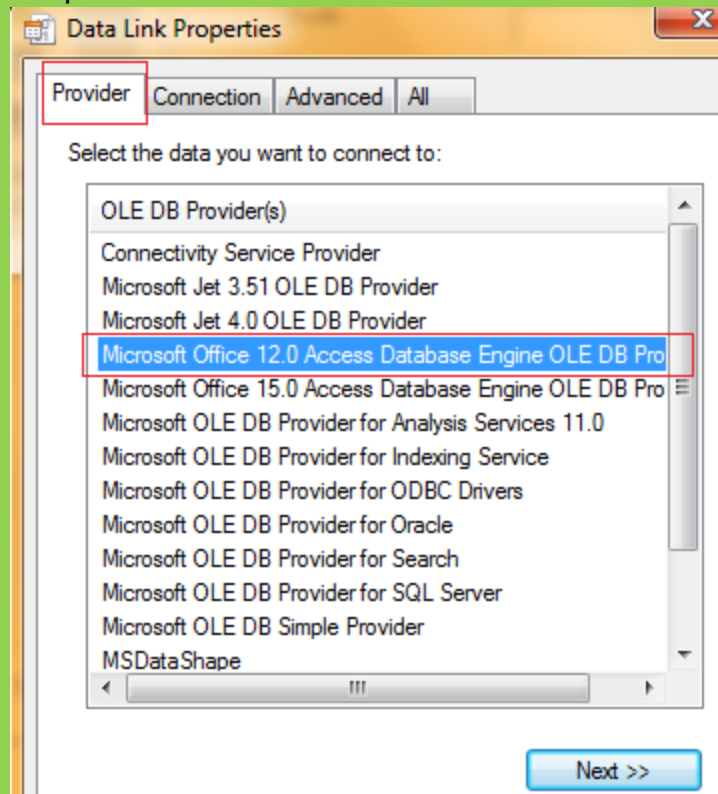 Data Link Properties
X
Provider
Connection
Advanced
All
Select the data you want to connect to:
OLE DB Provider(s)
Connectivity Service Provider
Microsoft Jet 3.51 OLE DB Provider
Microsoft Jet 4.0 OLE DB Provider
Microsoft Office 12.0 Access Database Engine OLE DB Pro
Microsoft Office 15.0 Access Database Engine OLE DB Pro
Microsoft OLE DB Provider for Analysis Services 11.0
Microsoft OLE DB Provider for Indexing Service
Microsoft OLE DB Provider for ODBC Drivers
Microsoft OLE DB Provider for Oracle
Microsoft OLE DB Provider for Search
Microsoft OLE DB Provider for SQL Server
Microsoft OLE DB Simple Provider
MSDataShape
Next >>